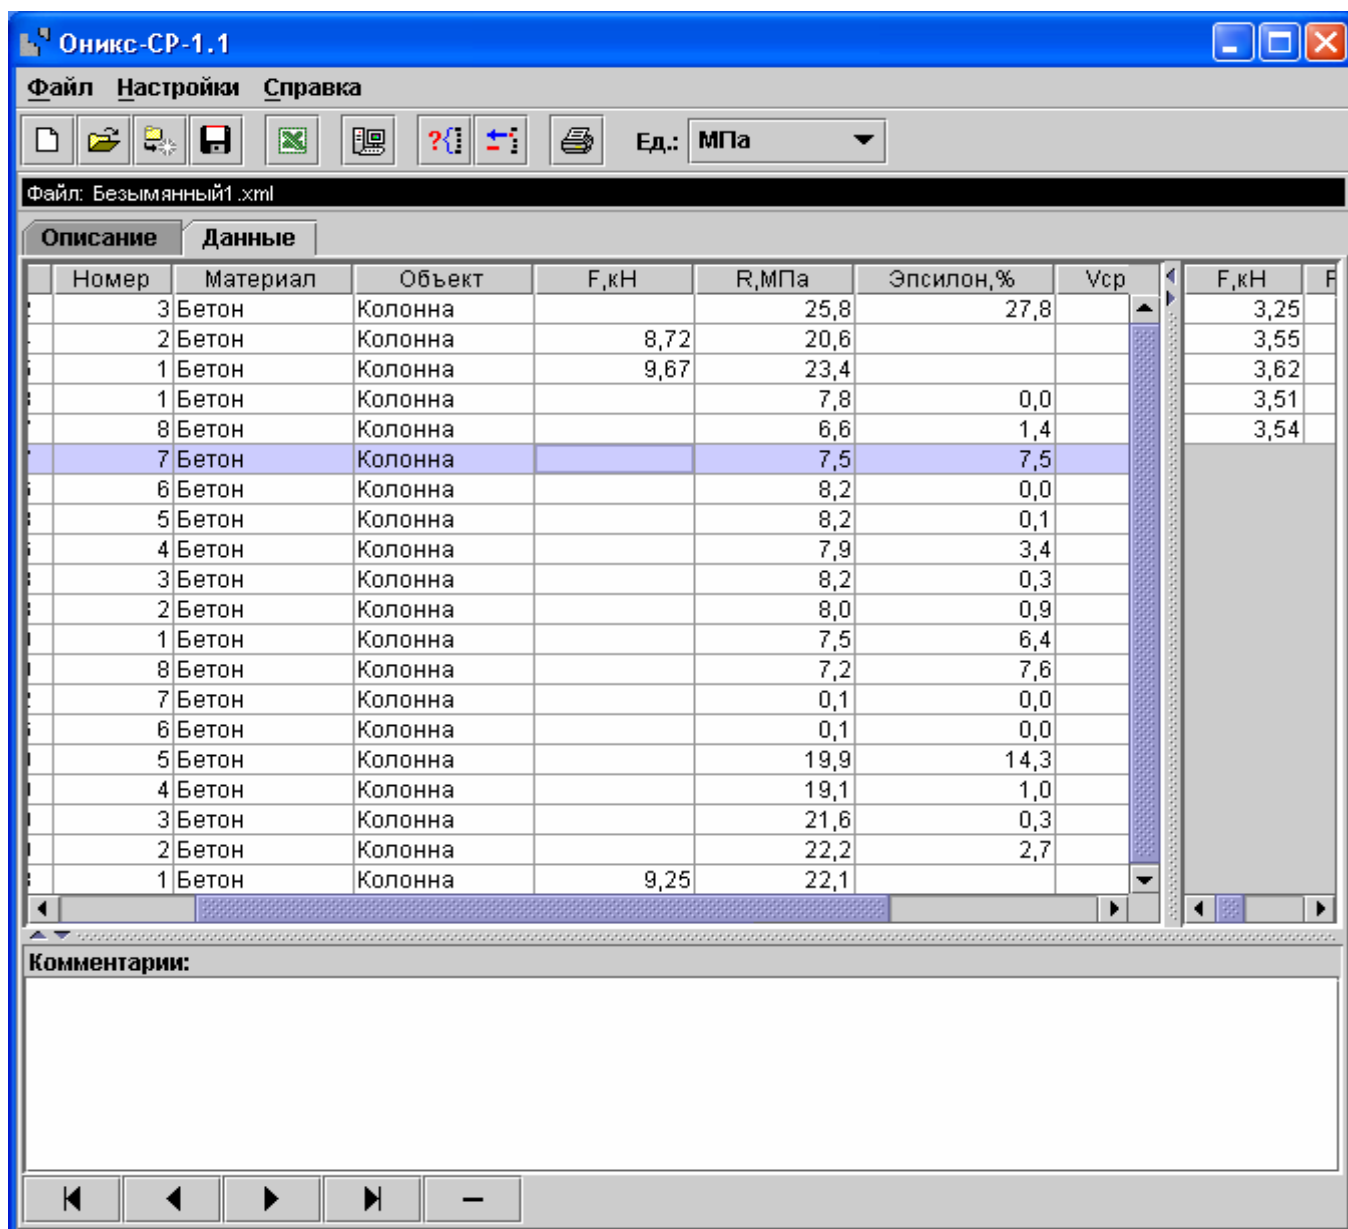 Оникс-СР-1.1
Файл Настройки Справка
Ед.: МПа
Файл: Безымянный1.xml
Описание Данные
Номер Материал Объект F,кН R,МПа Эпсилон,% Vср F,кН
3 Бетон Колонна 25,8 27,8 3,25
2 Бетон Колонна 8,72 20,6 3,55
1 Бетон Колонна 9,67 23,4 3,62
1 Бетон Колонна 7,8 0,0 3,51
8 Бетон Колонна 6,6 1,4 3,54
7 Бетон Колонна 7,5 7,5
6 Бетон Колонна 8,2 0,0
5 Бетон Колонна 8,2 0,1
4 Бетон Колонна 7,9 3,4
3 Бетон Колонна 8,2 0,3
2 Бетон Колонна 8,0 0,9
1 Бетон Колонна 7,5 6,4
8 Бетон Колонна 7,2 7,6
7 Бетон Колонна 0,1 0,0
6 Бетон Колонна 0,1 0,0
5 Бетон Колонна 19,9 14,3
4 Бетон Колонна 19,1 1,0
3 Бетон Колонна 21,6 0,3
2 Бетон Колонна 22,2 2,7
1 Бетон Колонна 9,25 22,1
Комментарии: